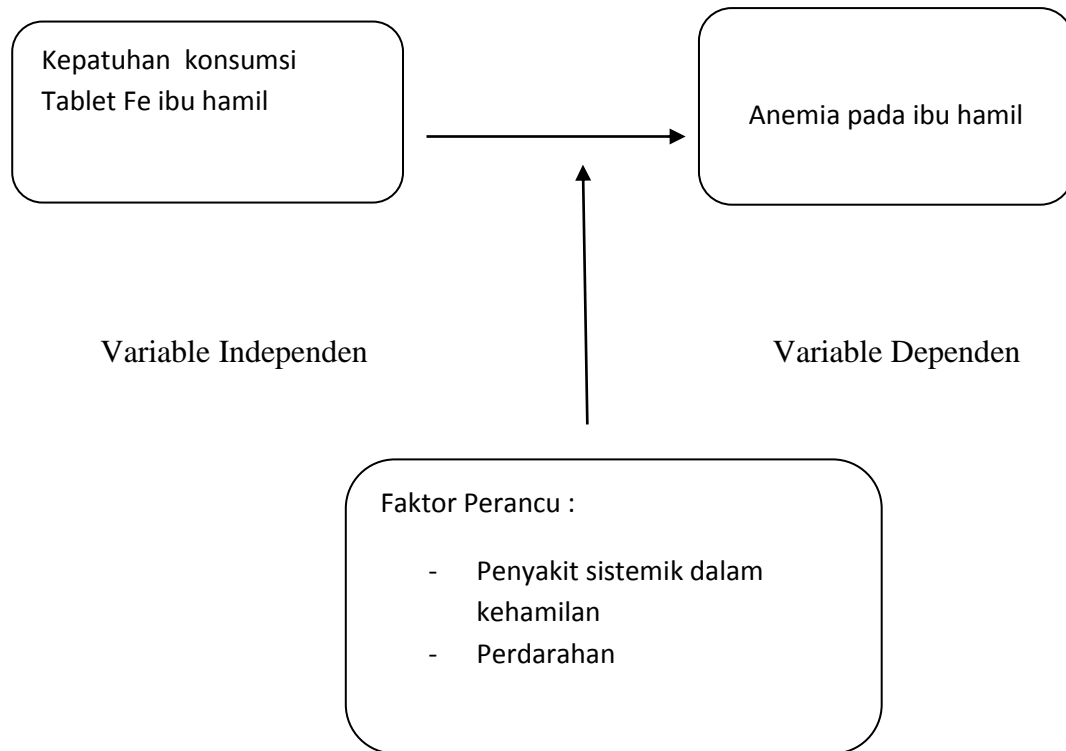 Kepatuhan konsumsi
Tablet Fe ibu hamil
Anemia pada ibu hamil
Variable Independen
Variable Dependen
Faktor Perancu :
- Penyakit sistemik dalam
kehamilan
- Perdarahan